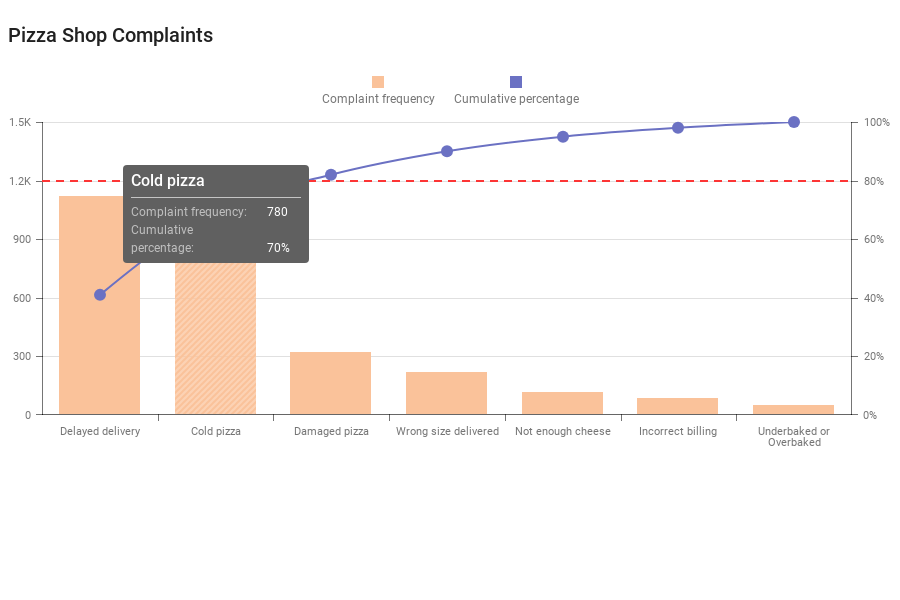 Pizza Shop Complaints
Complaint frequency
Cumulative percentage
1.5K
1.2K
900
600
300
0
100%
80%
60%
40%
20%
0%
Cold pizza
Complaint frequency: 780
Cumulative
percentage: 70%
Delayed delivery
Cold pizza
Damaged pizza
Wrong size delivered
Not enough cheese
Incorrect billing
Underbaked or
Overbaked